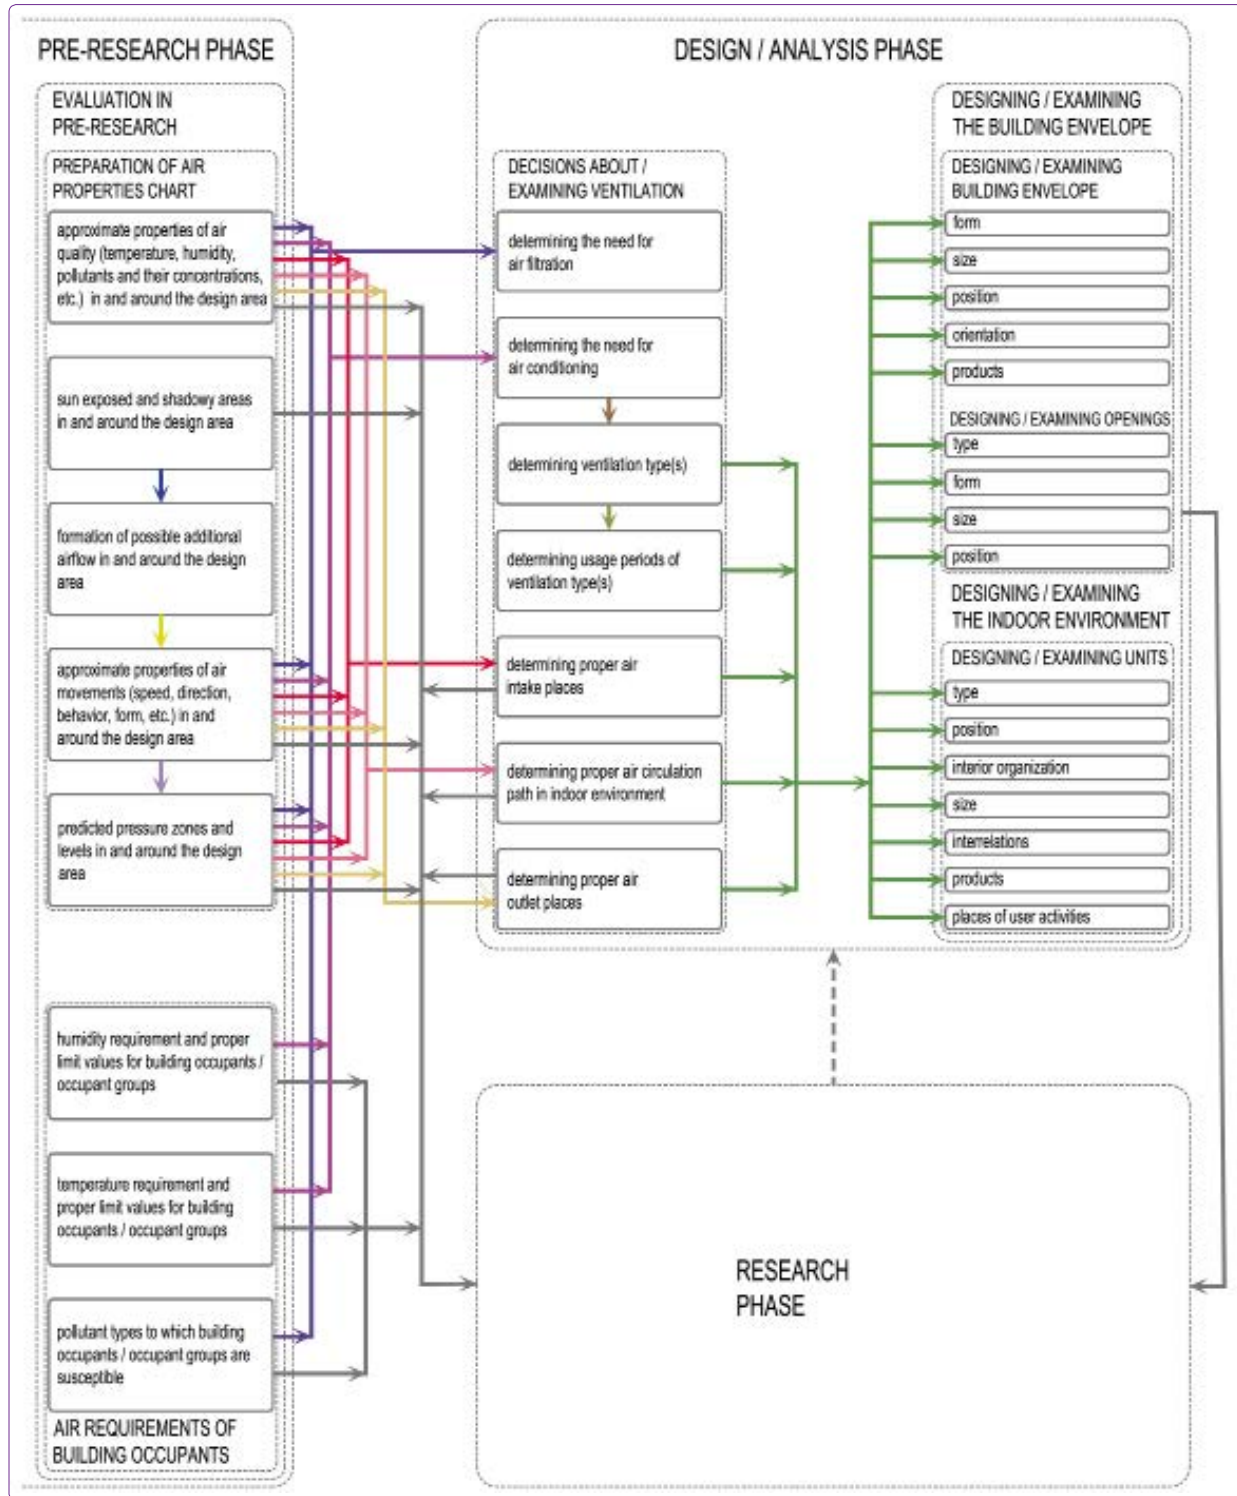 PRE-RESEARCH PHASE
EVALUATION IN
PRE-RESEARCH
PREPARATION OF AIR
PROPERTIES CHART
approximate properties of air
quality (temperature, humidity,
pollutants and their concentrations,
etc.) in and around the design area
sun exposed and shadowy areas
in and around the design area
formation of possible additional
airflow in and around the design
area
approximate properties of air
movements (speed, direction,
behavior, form, etc.) in and
around the design area
predicted pressure zones and
levels in and around the design
area
humidity requirement and proper
limit values for building occupants /
occupant groups
temperature requirement and
proper limit values for building
occupants / occupant groups
pollutant types to which building
occupants / occupant groups are
susceptible
AIR REQUIREMENTS OF
BUILDING OCCUPANTS
DESIGN / ANALYSIS PHASE
DECISIONS ABOUT /
EXAMINING VENTILATION
determining the need for
air filtration
determining the need for
air conditioning
determining ventilation type(s)
determining usage periods of
ventilation type(s)
determining proper air
intake places
determining proper air circulation
path in indoor environment
determining proper air
outlet places
DESIGNING / EXAMINING
THE BUILDING ENVELOPE
DESIGNING / EXAMINING
BUILDING ENVELOPE
form
size
position
orientation
products
DESIGNING / EXAMINING OPENINGS
type
form
size
position
DESIGNING / EXAMINING
THE INDOOR ENVIRONMENT
DESIGNING / EXAMINING UNITS
type
position
interior organization
size
interrelations
products
places of user activities
RESEARCH
PHASE